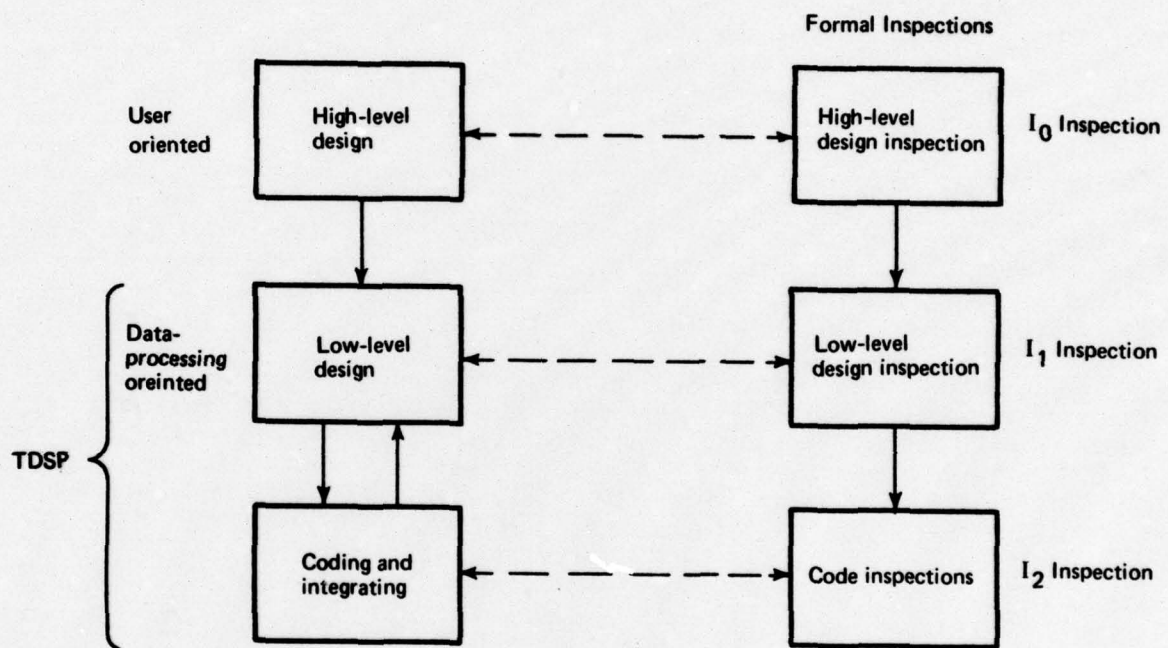 Formal Inspections
User
oriented
High-level
design
High-level
design inspection
I0 Inspection
Data-
processing
oreinted
Low-level
design
Low-level
design inspection
I1 Inspection
TDSP
Coding and
integrating
Code inspections
I2 Inspection